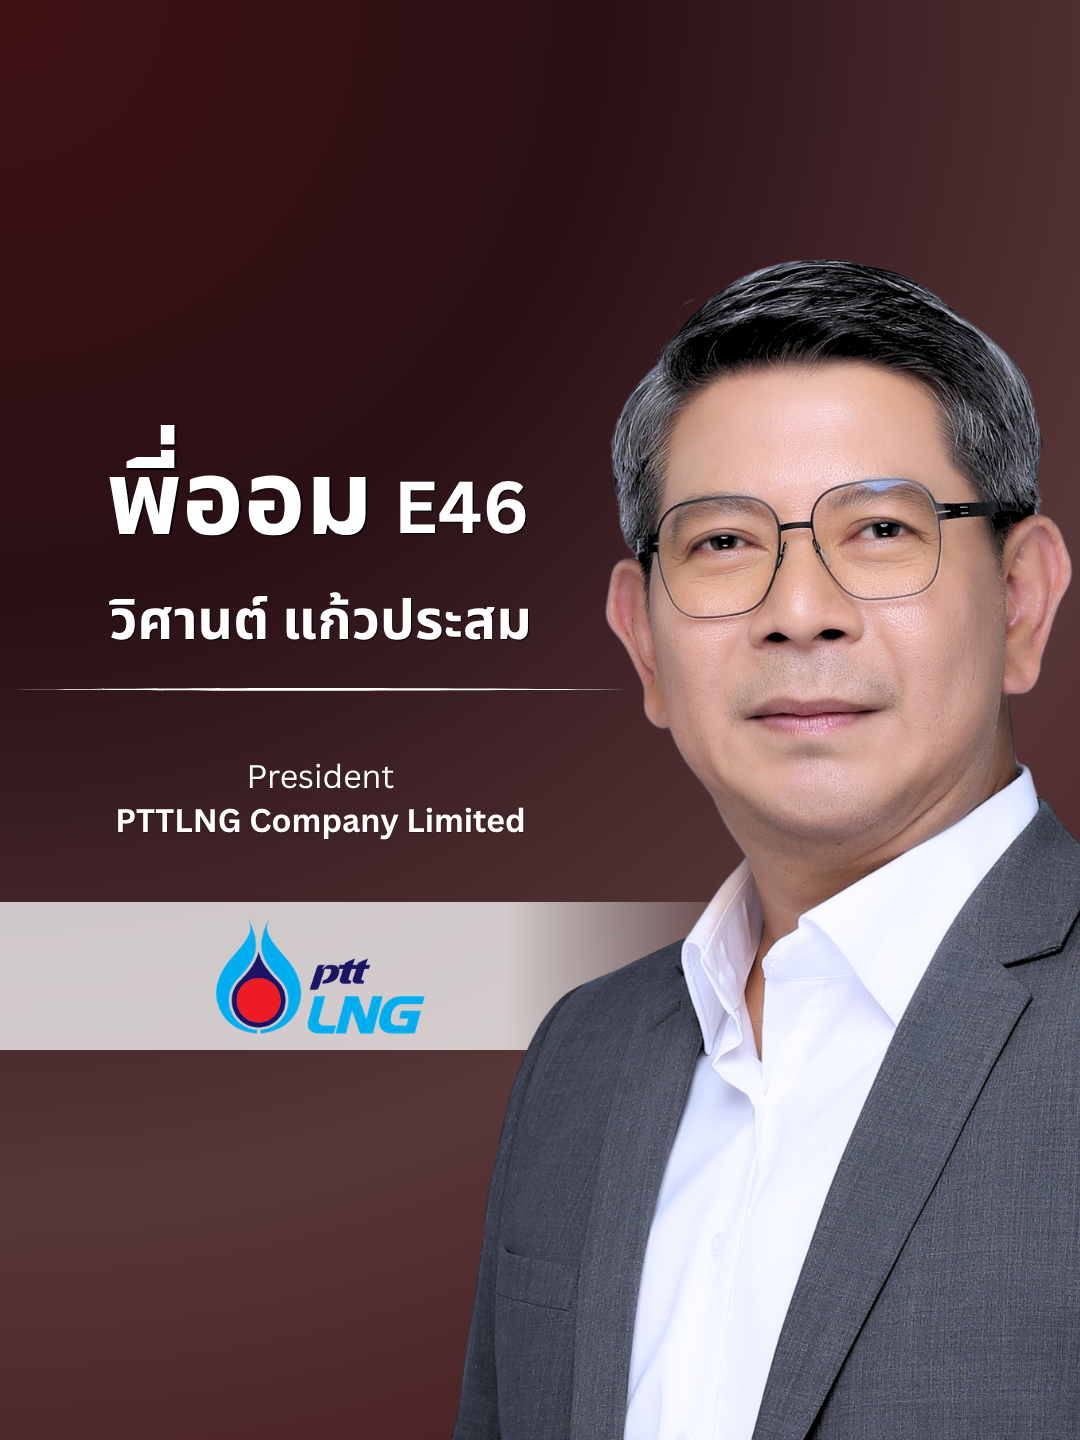 พี่ออม E46
วิศานต์ แก้วประสม
President
PTTLNG Company Limited
ptt
LNG